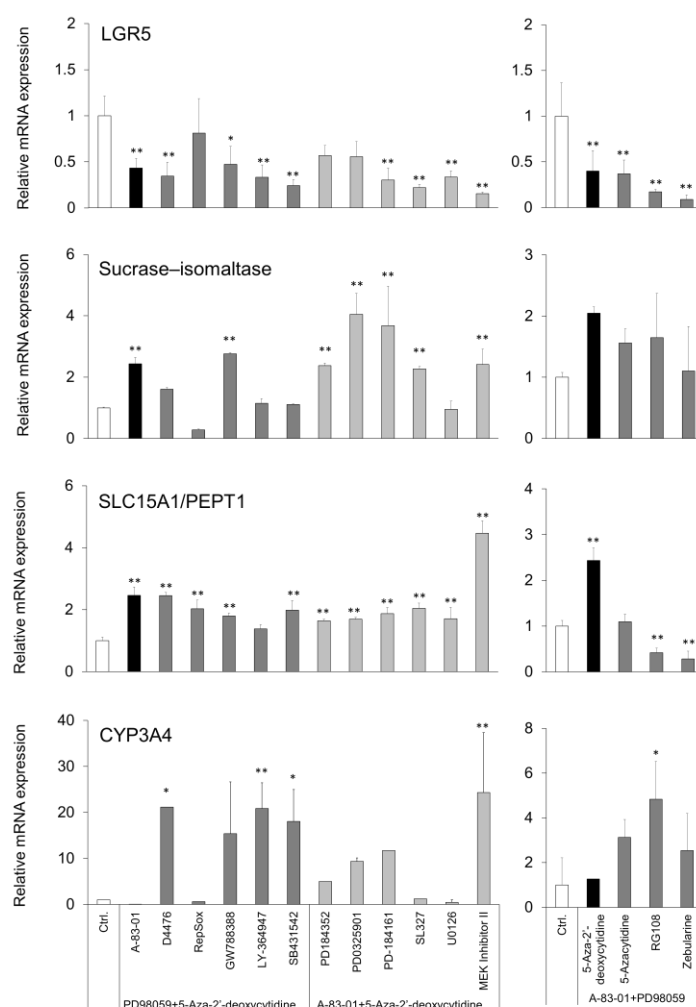 LGR5
Relative mRNA expression
2
1.5
1
0.5
0
** ** * ** ** ** ** ** **
2
1.5
1
0.5
0
** ** ** **
Sucrase–isomaltase
Relative mRNA expression
6
4
2
0
** ** ** ** ** ** **
3
2
1
0
SLC15A1/PEPT1
Relative mRNA expression
6
4
2
0
** ** ** ** ** ** ** ** ** ** **
4
3
2
1
0
** ** **
CYP3A4
Relative mRNA expression
40
30
20
10
0
* ** * **
8
6
4
2
0
*
Ctrl.
A-83-01
D4476
RepSox
GW788388
LY-364947
SB431542
PD184352
PD0325901
PD-184161
SL327
U0126
MEK Inhibitor II
PD98059+5-Aza-2'-deoxycytidine
A-83-01+5-Aza-2'-deoxycytidine
Ctrl.
5-Aza-2'-
deoxycytidine
5-Azacytidine
RG108
Zebularine
A-83-01+PD98059